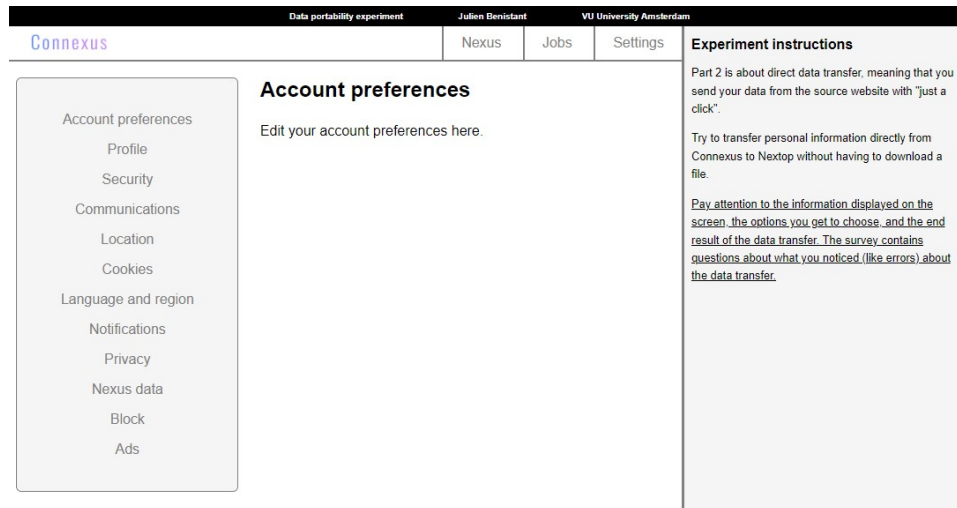 Data portability experiment Julien Benistant VU University Amsterdam
Connexus Nexus Jobs Settings
Account preferences
Profile
Security
Communications
Location
Cookies
Language and region
Notifications
Privacy
Nexus data
Block
Ads
Account preferences
Edit your account preferences here.
Experiment instructions
Part 2 is about direct data transfer, meaning that you
send your data from the source website with "just a
click".
Try to transfer personal information directly from
Connexus to Nextop without having to download a
file.
Pay attention to the information displayed on the
screen, the options you get to choose, and the end
result of the data transfer. The survey contains
questions about what you noticed (like errors) about
the data transfer.